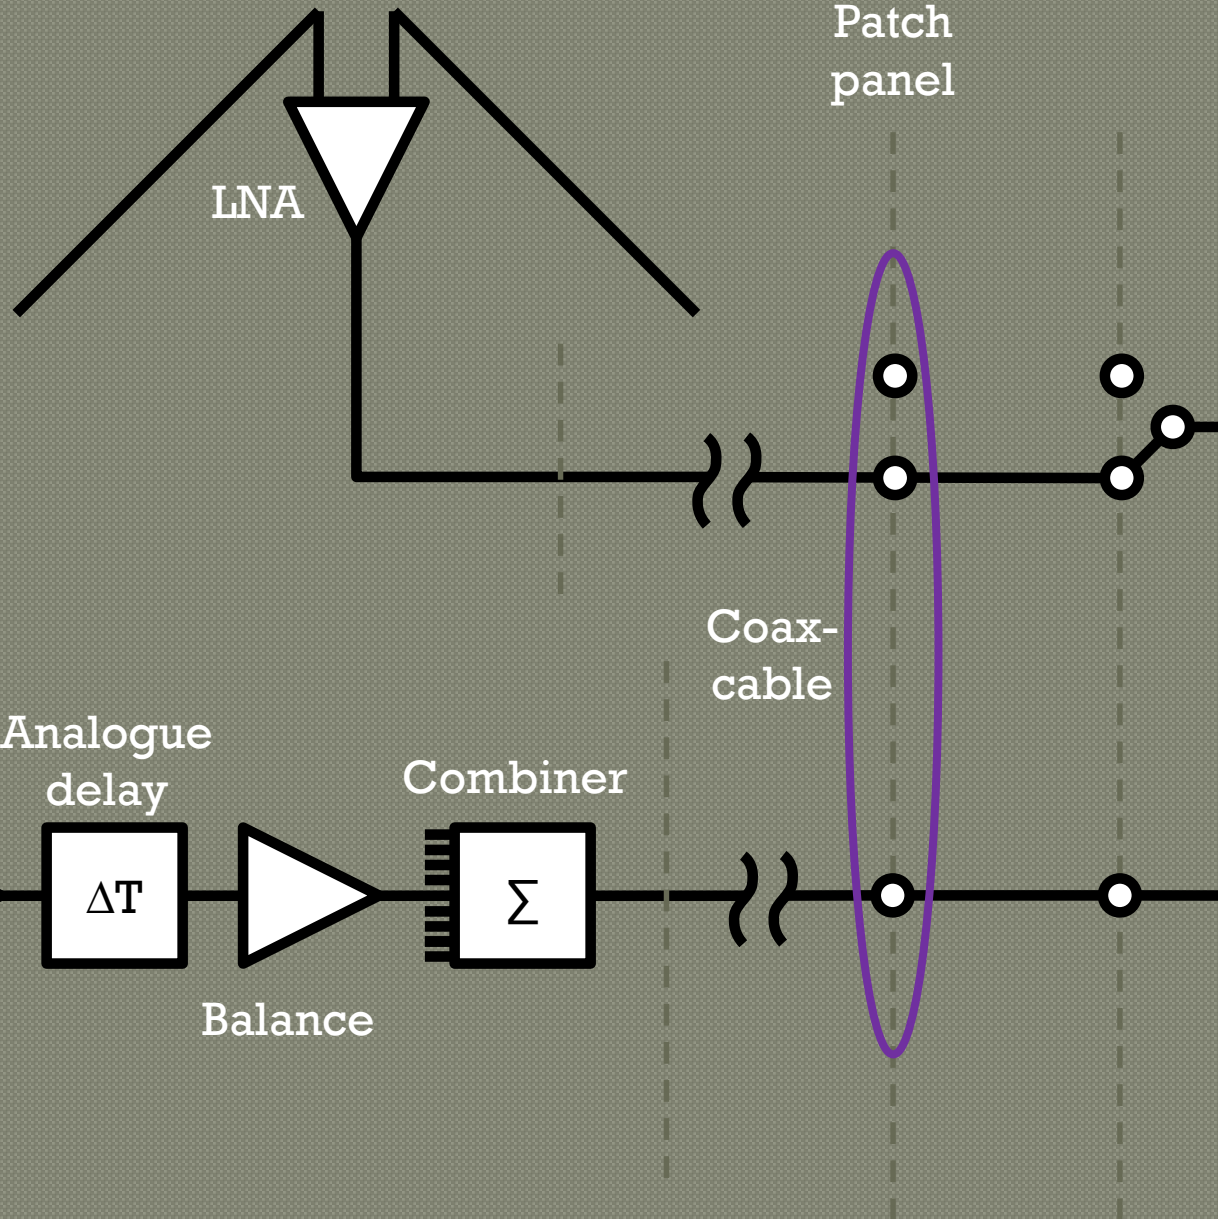 Patch
panel
LNA
Coax-
cable
Analogue
delay
Combiner
ΔT
Σ
Balance